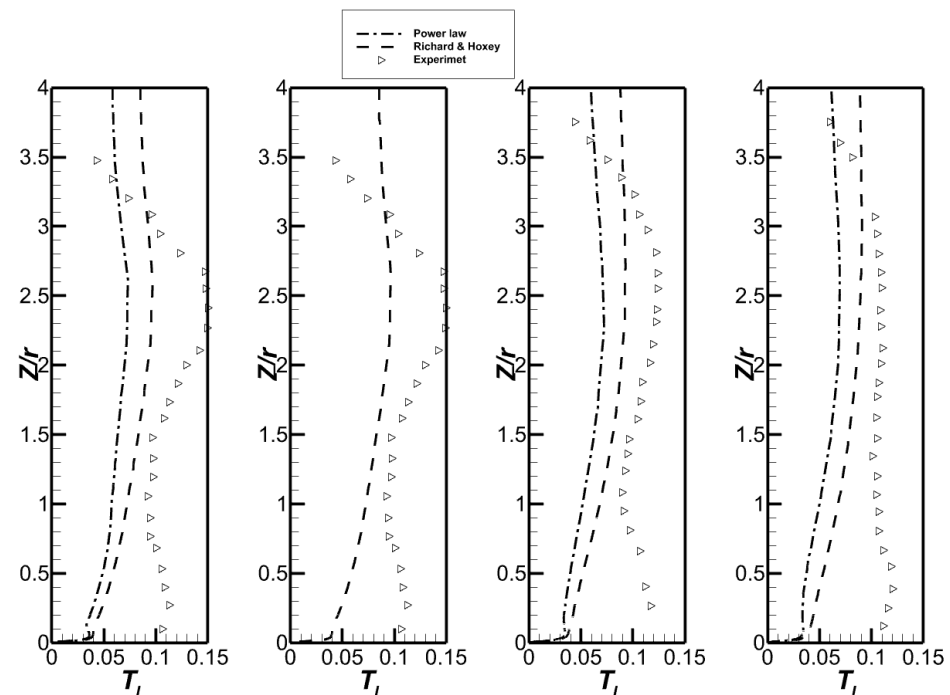 Power law
Richard & Hoxey
Experimet
4 4 4 4
3.5 3.5 3.5 3.5
3 3 3 3
2.5 2.5 2.5 2.5
2 2 2 2
Z/r Z/r Z/r Z/r
1.5 1.5 1.5 1.5
1 1 1 1
0.5 0.5 0.5 0.5
0 0 0 0
0 0.05 0.1 0.15 0 0.05 0.1 0.15 0 0.05 0.1 0.15 0 0.05 0.1 0.15
T_I T_I T_I T_I